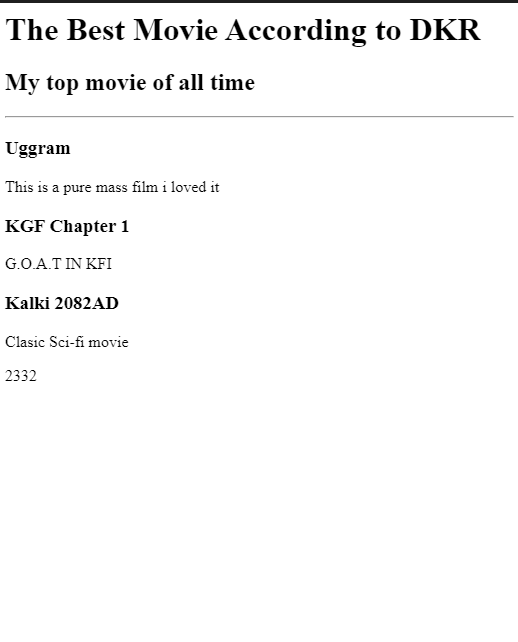 The Best Movie According to DKR
My top movie of all time
Uggram
This is a pure mass film i loved it
KGF Chapter 1
G.O.A.T IN KFI
Kalki 2082AD
Clasic Sci-fi movie
2332